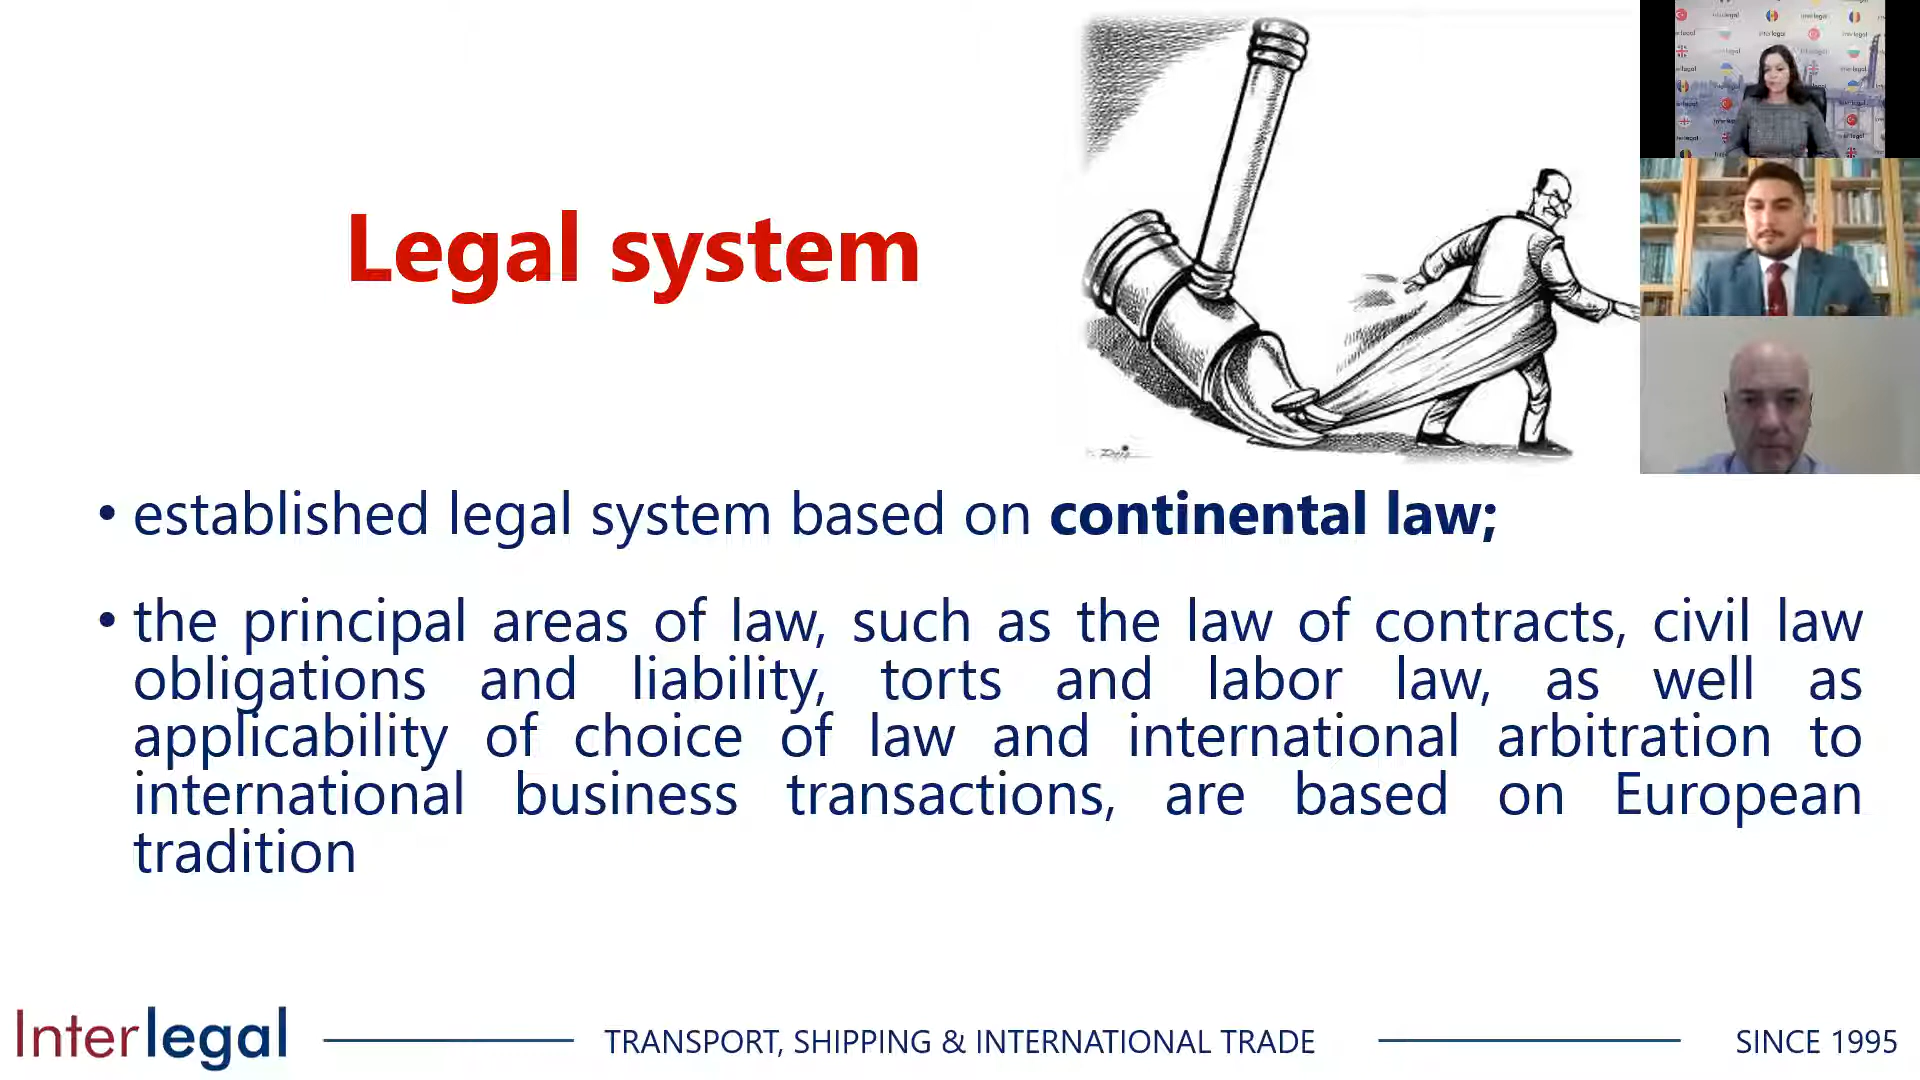 Legal system
• established legal system based on continental law;
• the principal areas of law, such as the law of contracts, civil law
obligations and liability, torts and labor law, as well as
applicability of choice of law and international arbitration to
international business transactions, are based on European
tradition
Interlegal
TRANSPORT, SHIPPING & INTERNATIONAL TRADE
SINCE 1995